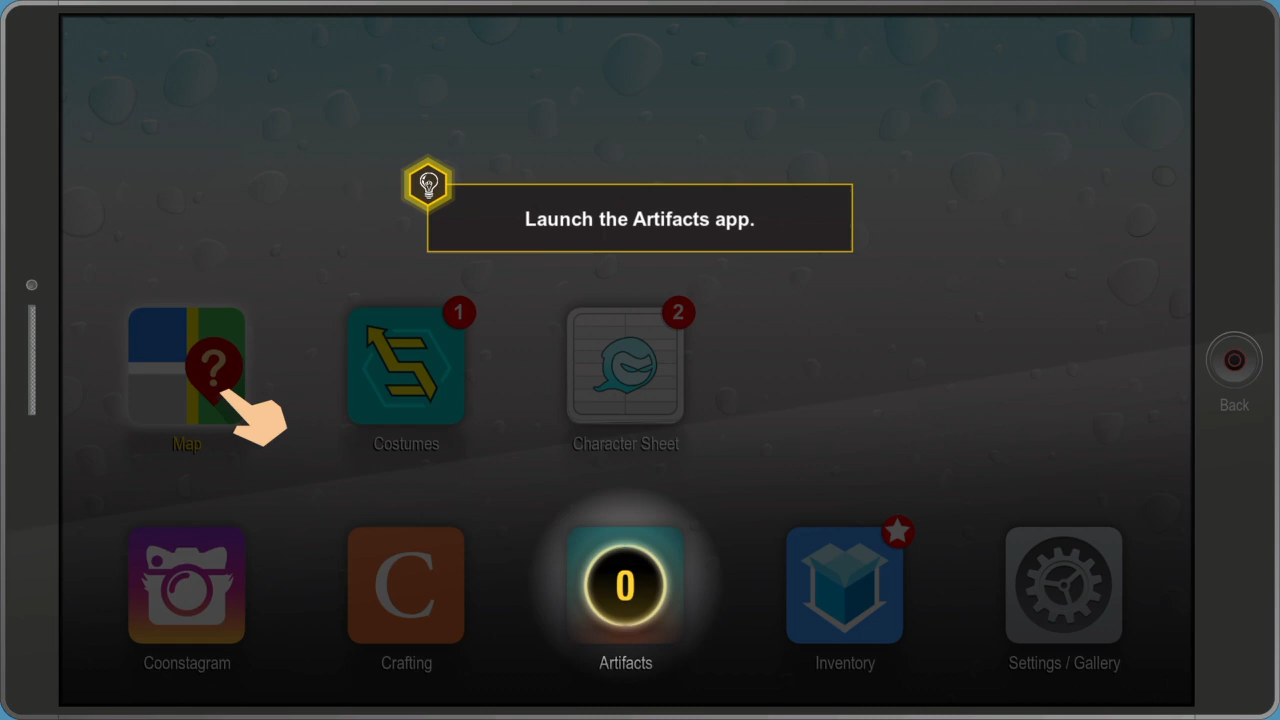 Launch the Artifacts app.
1
2
?
Map
Costumes
Character Sheet
Back
C
0
Coonstagram
Crafting
Artifacts
Inventory
Settings / Gallery